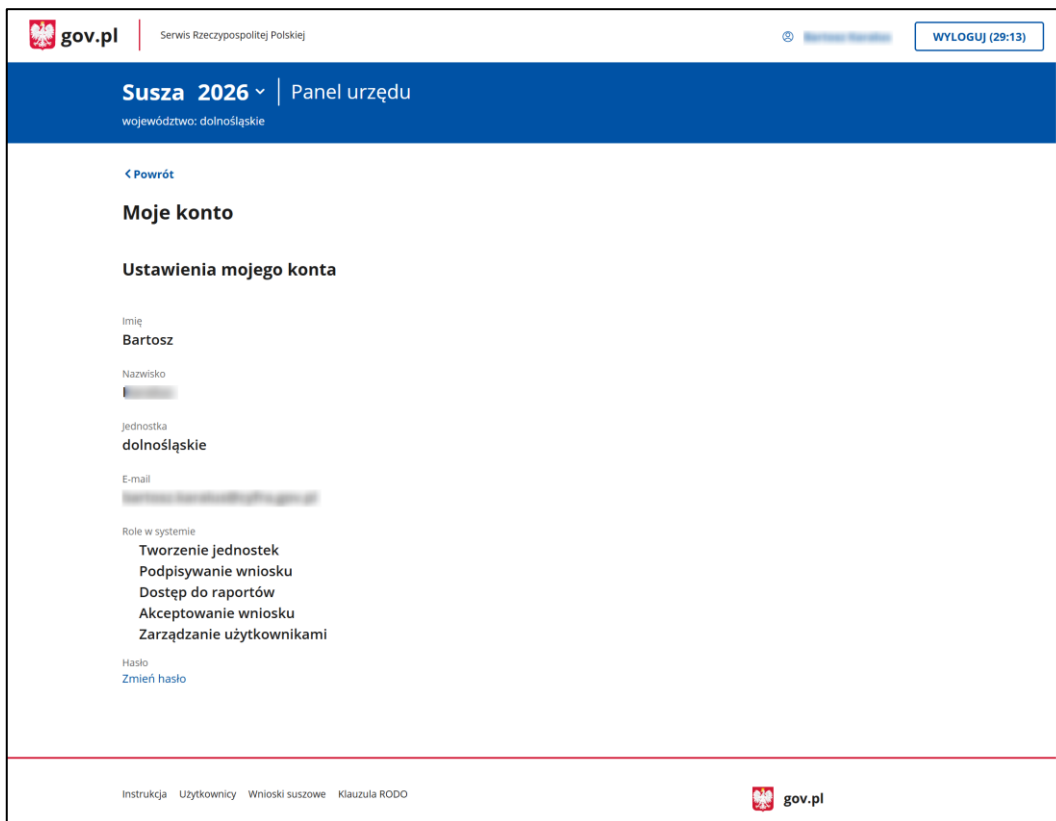 gov.pl
Serwis Rzeczypospolitej Polskiej
WYLOGUJ (29:13)
Susza 2026 | Panel urzędu
województwo: dolnośląskie
Powrót
Moje konto
Ustawienia mojego konta
Imię
Bartosz
Nazwisko
Jednostka
dolnośląskie
E-mail
Role w systemie
Tworzenie jednostek
Podpisywanie wniosku
Dostęp do raportów
Akceptowanie wniosku
Zarządzanie użytkownikami
Hasło
Zmień hasło
Instrukcja Użytkownicy Wnioski suszowe Klauzula RODO
gov.pl